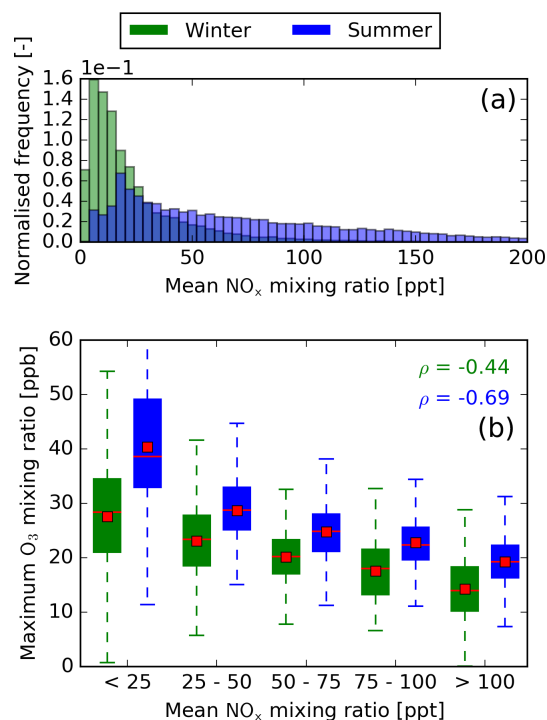 Winter Summer
1e−1
(a)
1.6
1.4
1.2
1.0
0.8
0.6
0.4
0.2
0.0
Normalised frequency [-]
0 50 100 150 200
Mean NOₓ mixing ratio [ppt]
60
50
40
30
20
10
0
Maximum O₃ mixing ratio [ppb]
ρ = -0.44
ρ = -0.69
(b)
< 25 25 - 50 50 - 75 75 - 100 > 100
Mean NOₓ mixing ratio [ppt]